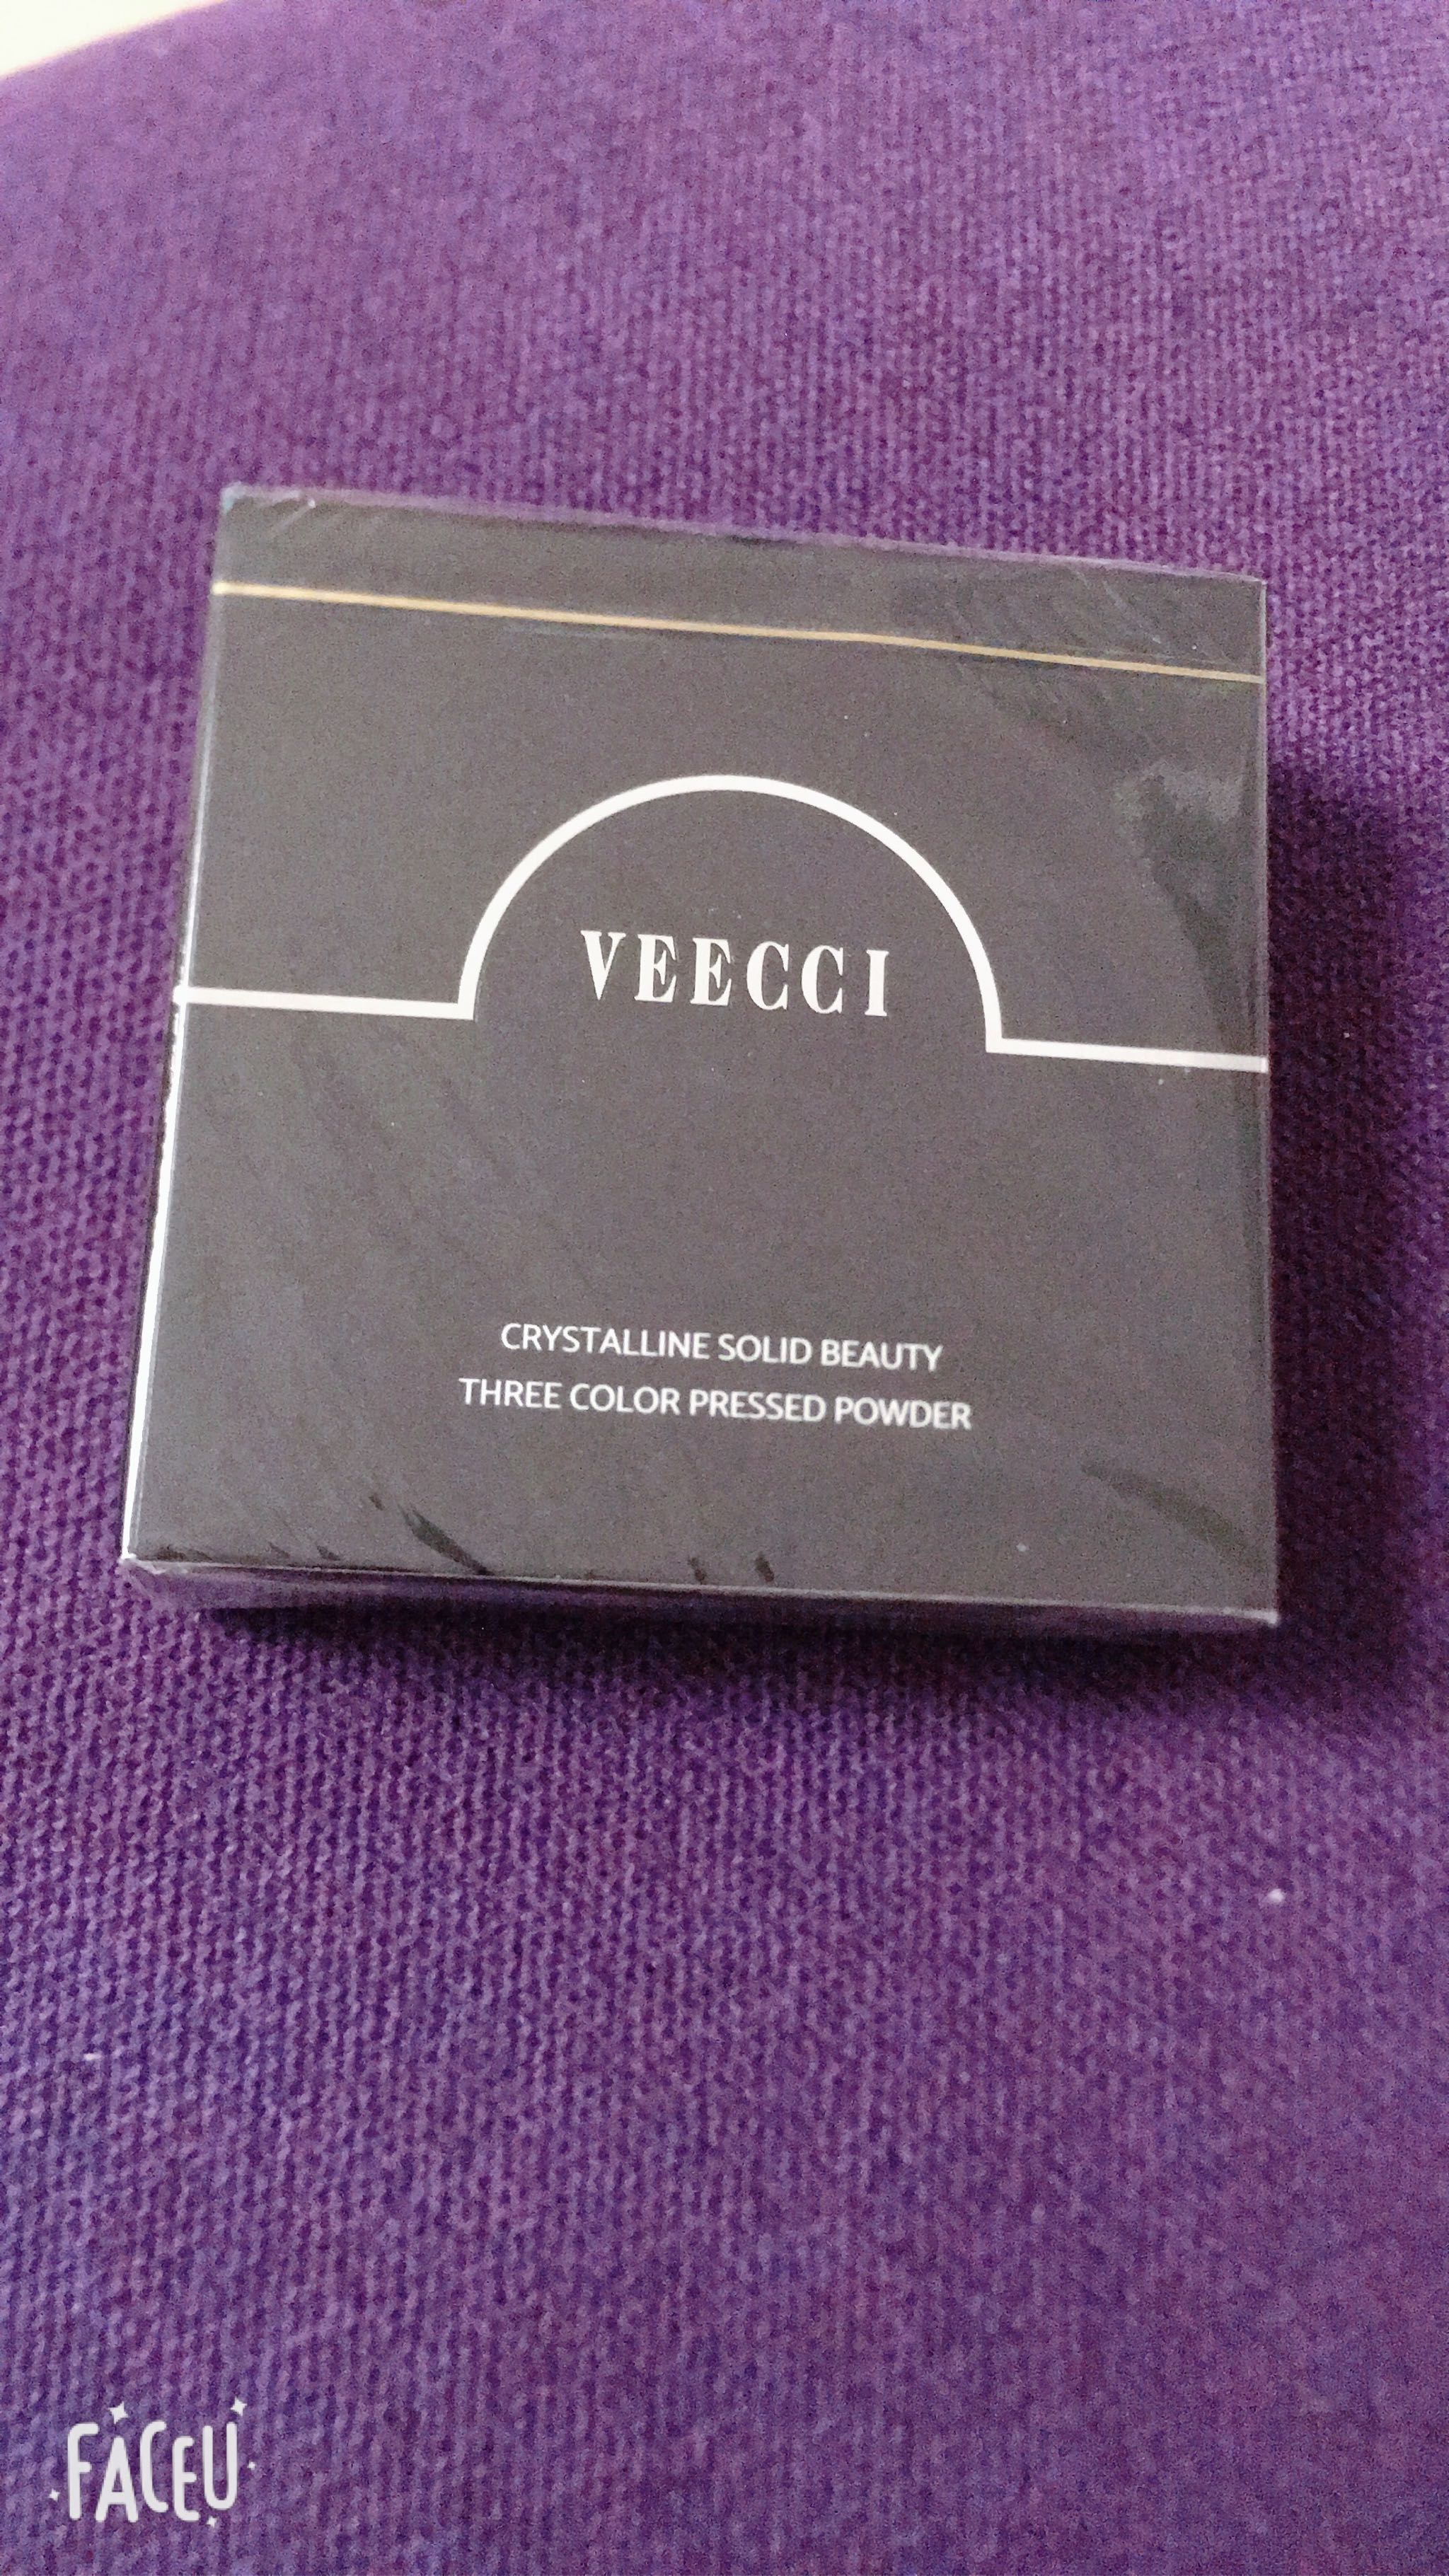 VEECCI
CRYSTALLINE SOLID BEAUTY
THREE COLOR PRESSED POWDER
FACEU